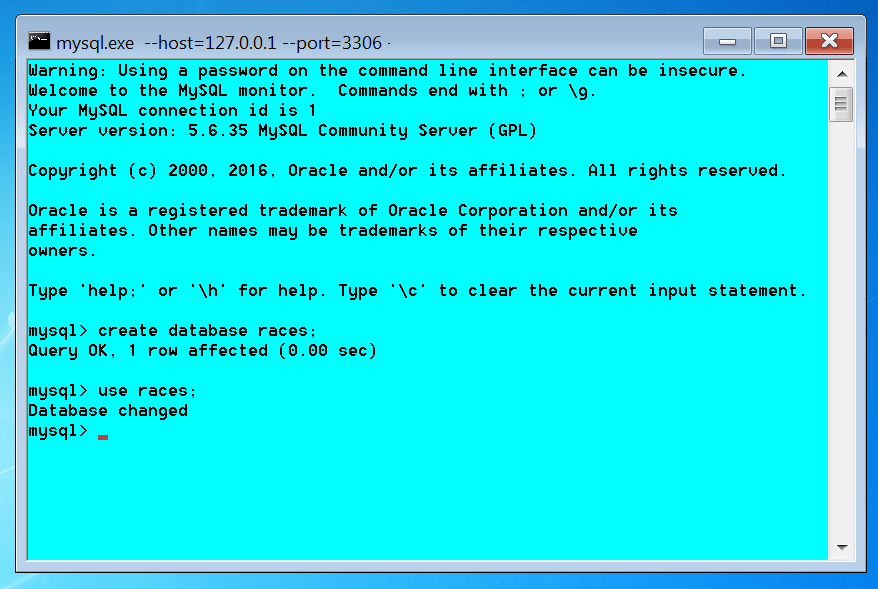 mysql.exe --host=127.0.0.1 --port=3306
Warning: Using a password on the command line interface can be insecure.
Welcome to the MySQL monitor.  Commands end with ; or \g.
Your MySQL connection id is 1
Server version: 5.6.35 MySQL Community Server (GPL)
Copyright (c) 2000, 2016, Oracle and/or its affiliates. All rights reserved.
Oracle is a registered trademark of Oracle Corporation and/or its
affiliates. Other names may be trademarks of their respective
owners.
Type 'help;' or '\h' for help. Type '\c' to clear the current input statement.
mysql> create database races;
Query OK, 1 row affected (0.00 sec)
mysql> use races;
Database changed
mysql>